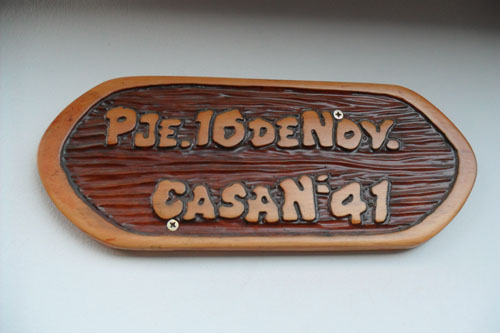 PJE. 16 DE NOV.
CASA Nº 41